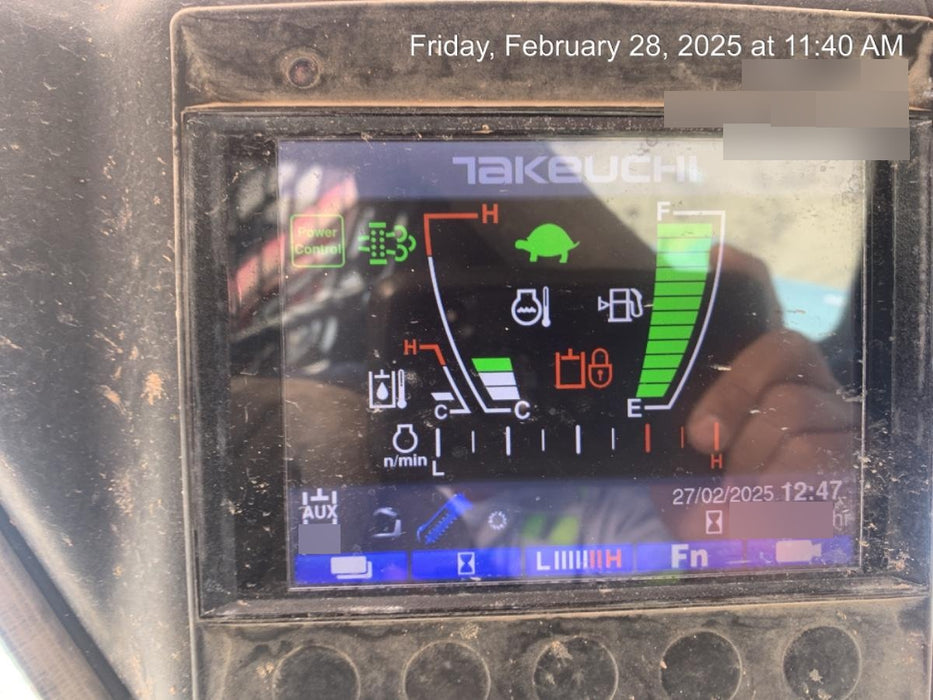 Friday, February 28, 2025 at 11:40 AM
TAKEUCHI
Power
Control
H
F
H
C
C
E
n/min
L
H
27/02/2025 12:47
AUX
hr
L H
Fn